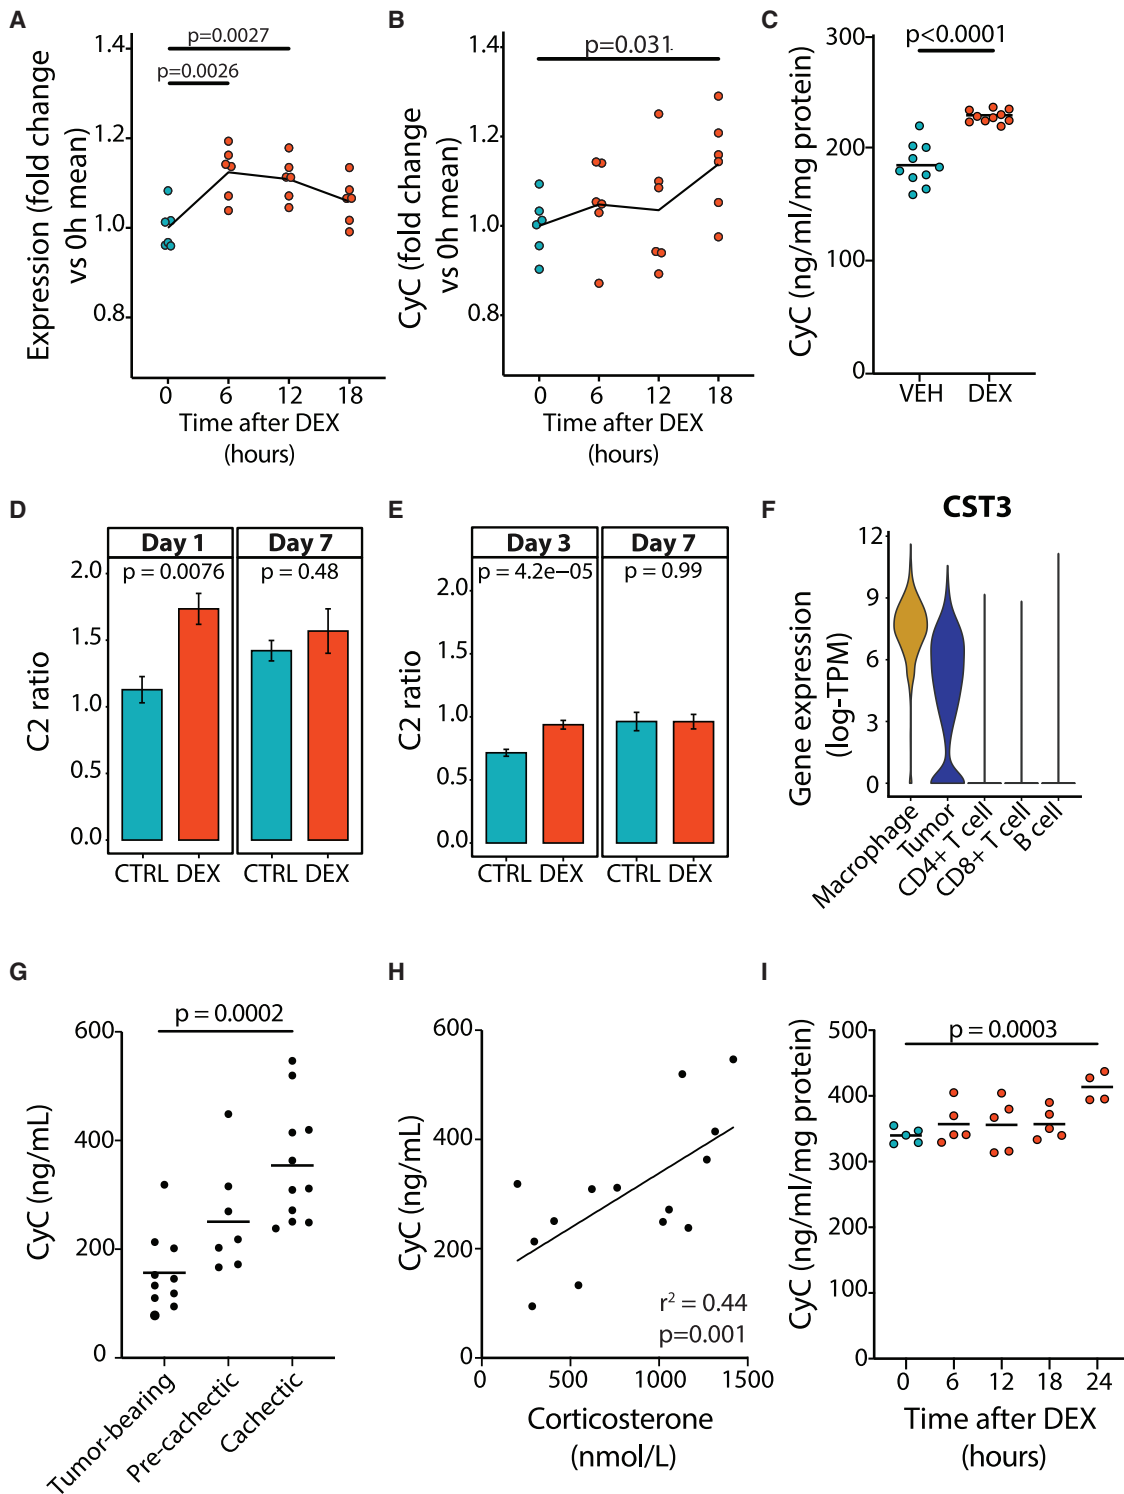 A
p=0.0027
p=0.0026
1.4
1.2
1.0
0.8
Expression (fold change
vs 0h mean)
0 6 12 18
Time after DEX
(hours)
B
p=0.031
1.4
1.2
1.0
0.8
CyC (fold change
vs 0h mean)
0 6 12 18
Time after DEX
(hours)
C
p<0.0001
300
200
100
0
CyC (ng/ml/mg protein)
VEH DEX
D
Day 1 Day 7
p = 0.0076 p = 0.48
2.0
1.5
1.0
0.5
0.0
C2 ratio
CTRL DEX CTRL DEX
E
Day 3 Day 7
p = 4.2e−05 p = 0.99
2.0
1.5
1.0
0.5
0.0
C2 ratio
CTRL DEX CTRL DEX
F
CST3
12
9
6
3
0
Gene expression
(log-TPM)
Macrophage
Tumor
CD4+ T cell
CD8+ T cell
B cell
G
p = 0.0002
600
400
200
0
CyC (ng/mL)
Tumor-bearing
Pre-cachectic
Cachectic
H
600
400
200
0
CyC (ng/mL)
r² = 0.44
p=0.001
0 500 1000 1500
Corticosterone
(nmol/L)
I
p = 0.0003
500
400
300
200
100
0
CyC (ng/ml/mg protein)
0 6 12 18 24
Time after DEX
(hours)